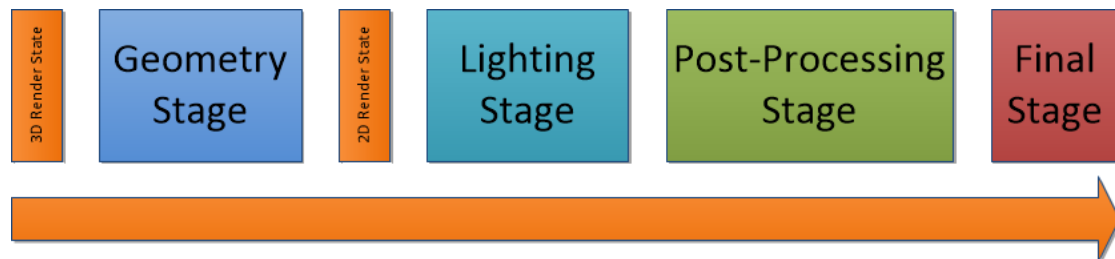 3D Render State
Geometry
Stage
2D Render State
Lighting
Stage
Post-Processing
Stage
Final
Stage